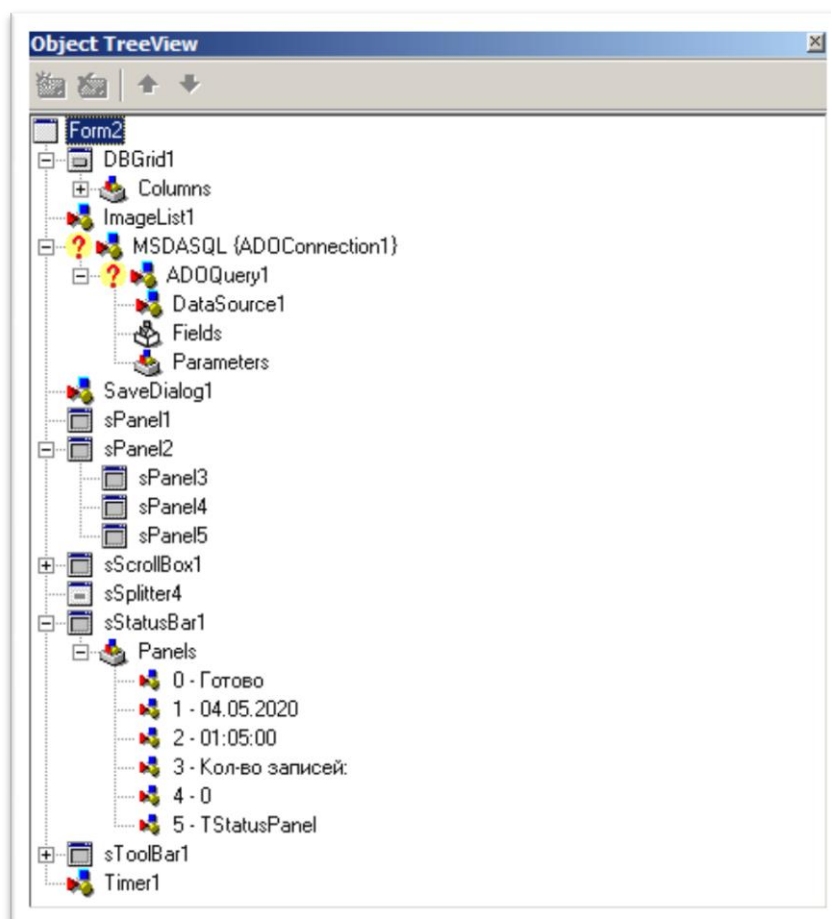 Object TreeView
Form2
DBGrid1
Columns
ImageList1
MSDASQL {ADOConnection1}
ADOQuery1
DataSource1
Fields
Parameters
SaveDialog1
sPanel1
sPanel2
sPanel3
sPanel4
sPanel5
sScrollBox1
sSplitter4
sStatusBar1
Panels
0 - Готово
1 - 04.05.2020
2 - 01:05:00
3 - Кол-во записей:
4 - 0
5 - TStatusPanel
sToolBar1
Timer1